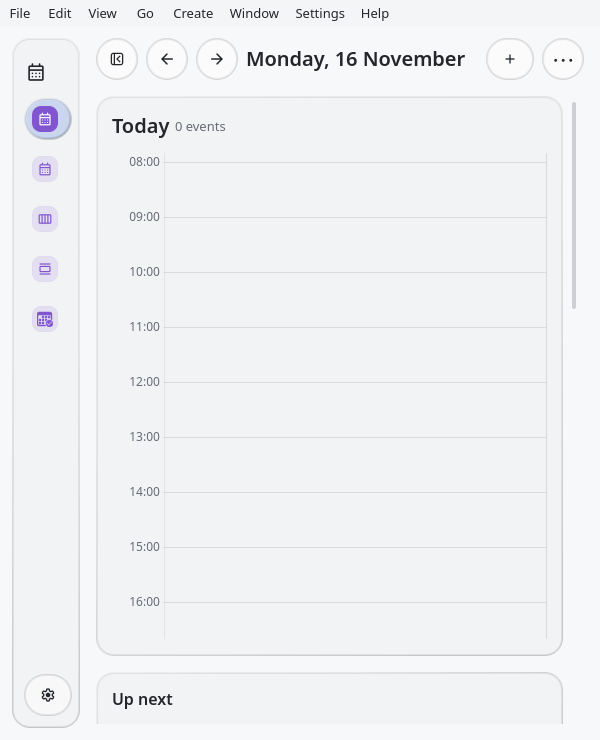 File Edit View Go Create Window Settings Help
Monday, 16 November
Today 0 events
08:00
09:00
10:00
11:00
12:00
13:00
14:00
15:00
16:00
Up next